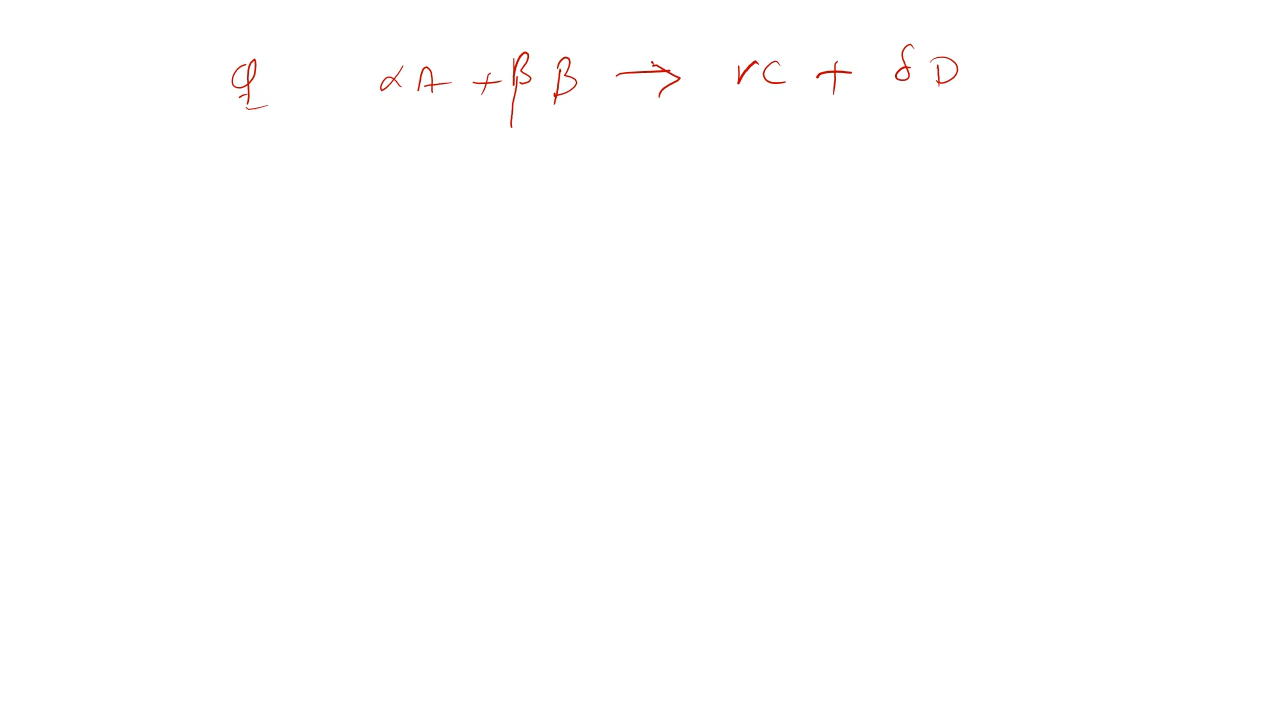 Q αA + βB → γC + δD